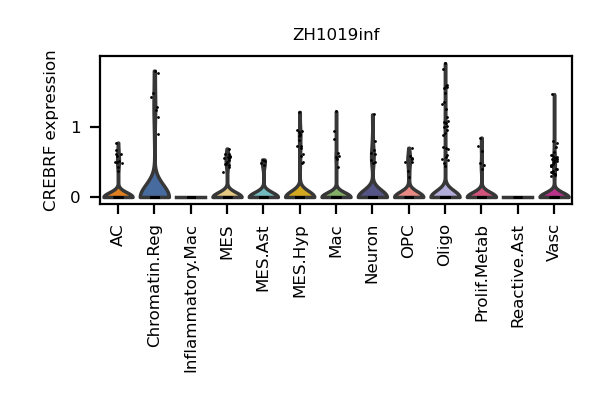 ZH1019inf
CREBRF expression
1
0
AC
Chromatin.Reg
Inflammatory.Mac
MES
MES.Ast
MES.Hyp
Mac
Neuron
OPC
Oligo
Prolif.Metab
Reactive.Ast
Vasc